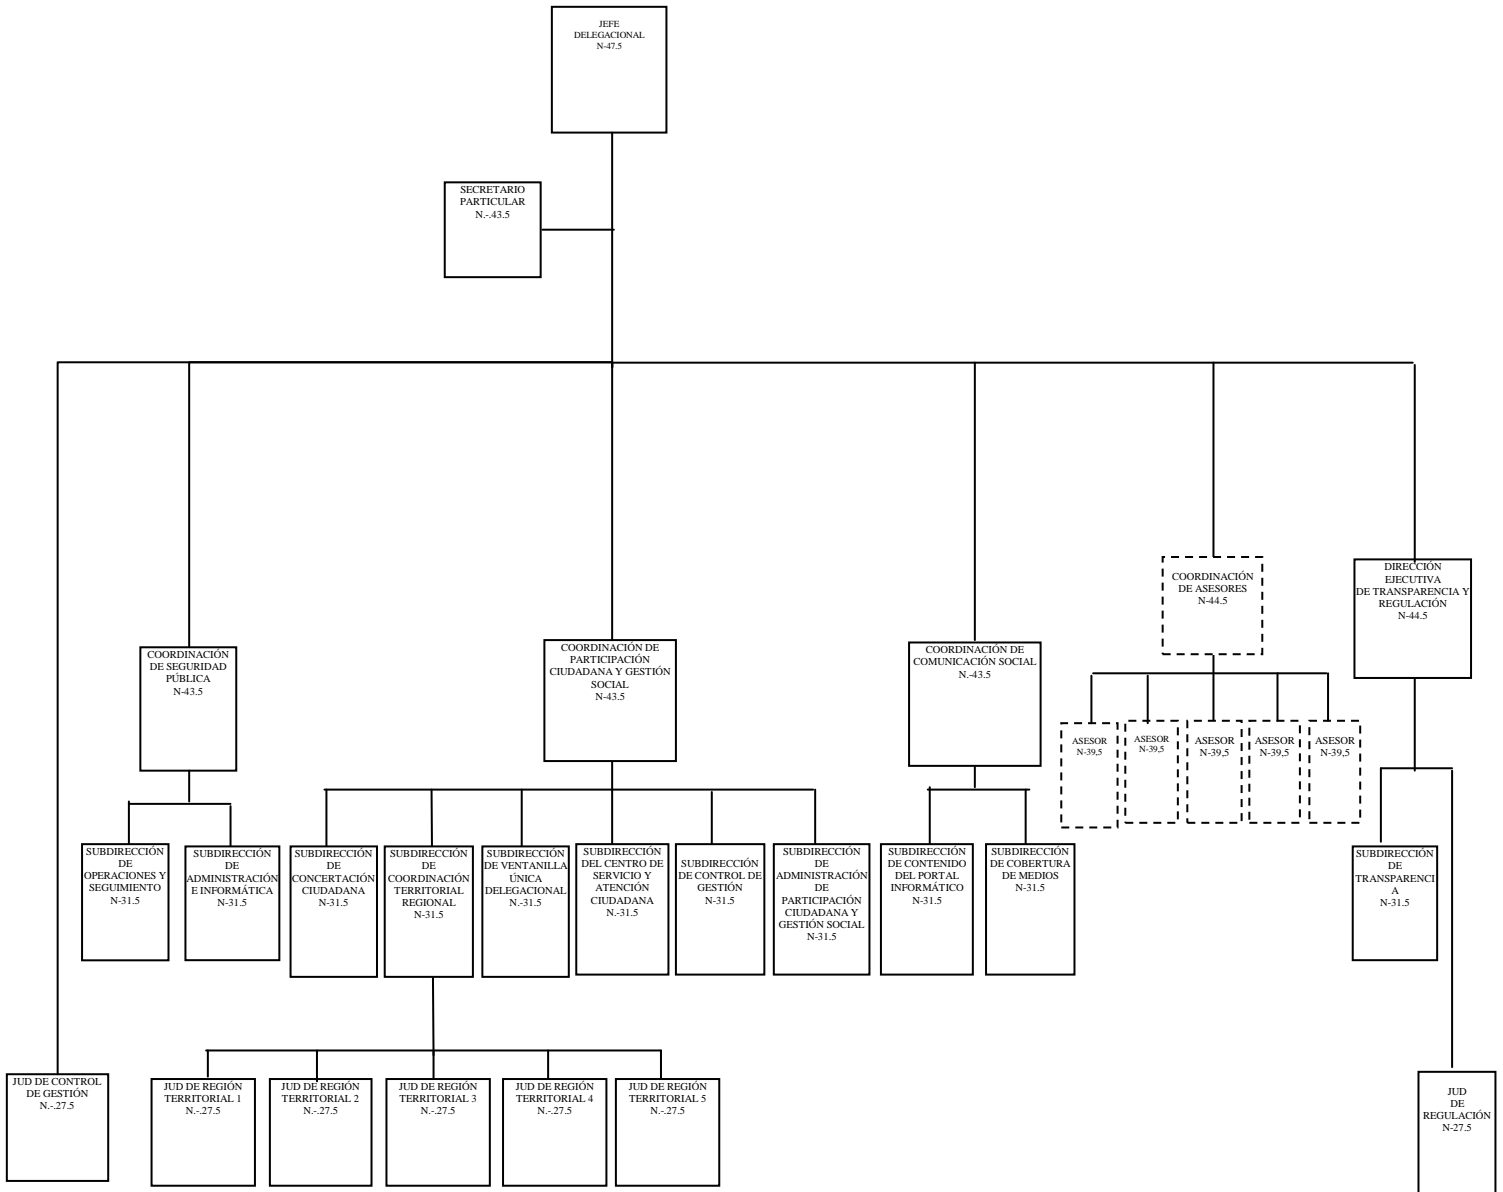 JEFE
DELEGACIONAL
N-47.5
SECRETARIO
PARTICULAR
N.-.43.5
COORDINACIÓN
DE ASESORES
N-44.5
DIRECCIÓN
EJECUTIVA
DE TRANSPARENCIA Y
REGULACIÓN
N-44.5
COORDINACIÓN
DE SEGURIDAD
PÚBLICA
N-43.5
COORDINACIÓN DE
PARTICIPACIÓN
CIUDADANA Y GESTIÓN
SOCIAL
N-43.5
COORDINACIÓN DE
COMUNICACIÓN SOCIAL
N.-43.5
ASESOR
N-39,5
ASESOR
N-39,5
ASESOR
N-39,5
ASESOR
N-39,5
ASESOR
N-39,5
SUBDIRECCIÓN
DE
OPERACIONES Y
SEGUIMIENTO
N-31.5
SUBDIRECCIÓN
DE
ADMINISTRACIÓN
E INFORMÁTICA
N-31.5
SUBDIRECCIÓN
DE
CONCERTACIÓN
CIUDADANA
N-31.5
SUBDIRECCIÓN
DE
COORDINACIÓN
TERRITORIAL
REGIONAL
N-31.5
SUBDIRECCIÓN
DE VENTANILLA
ÚNICA
DELEGACIONAL
N.-31.5
SUBDIRECCIÓN
DEL CENTRO DE
SERVICIO Y
ATENCIÓN
CIUDADANA
N.-31.5
SUBDIRECCIÓN
DE CONTROL DE
GESTIÓN
N-31.5
SUBDIRECCIÓN
DE
ADMINISTRACIÓN
DE
PARTICIPACIÓN
CIUDADANA Y
GESTIÓN SOCIAL
N-31.5
SUBDIRECCIÓN
DE CONTENIDO
DEL PORTAL
INFORMÁTICO
N-31.5
SUBDIRECCIÓN
DE COBERTURA
DE MEDIOS
N-31.5
SUBDIRECCIÓN
DE
TRANSPARENCI
A
N-31.5
JUD DE CONTROL
DE GESTIÓN
N.-.27.5
JUD DE REGIÓN
TERRITORIAL 1
N.-.27.5
JUD DE REGIÓN
TERRITORIAL 2
N.-.27.5
JUD DE REGIÓN
TERRITORIAL 3
N.-.27.5
JUD DE REGIÓN
TERRITORIAL 4
N.-.27.5
JUD DE REGIÓN
TERRITORIAL 5
N.-.27.5
JUD
DE
REGULACIÓN
N-27.5